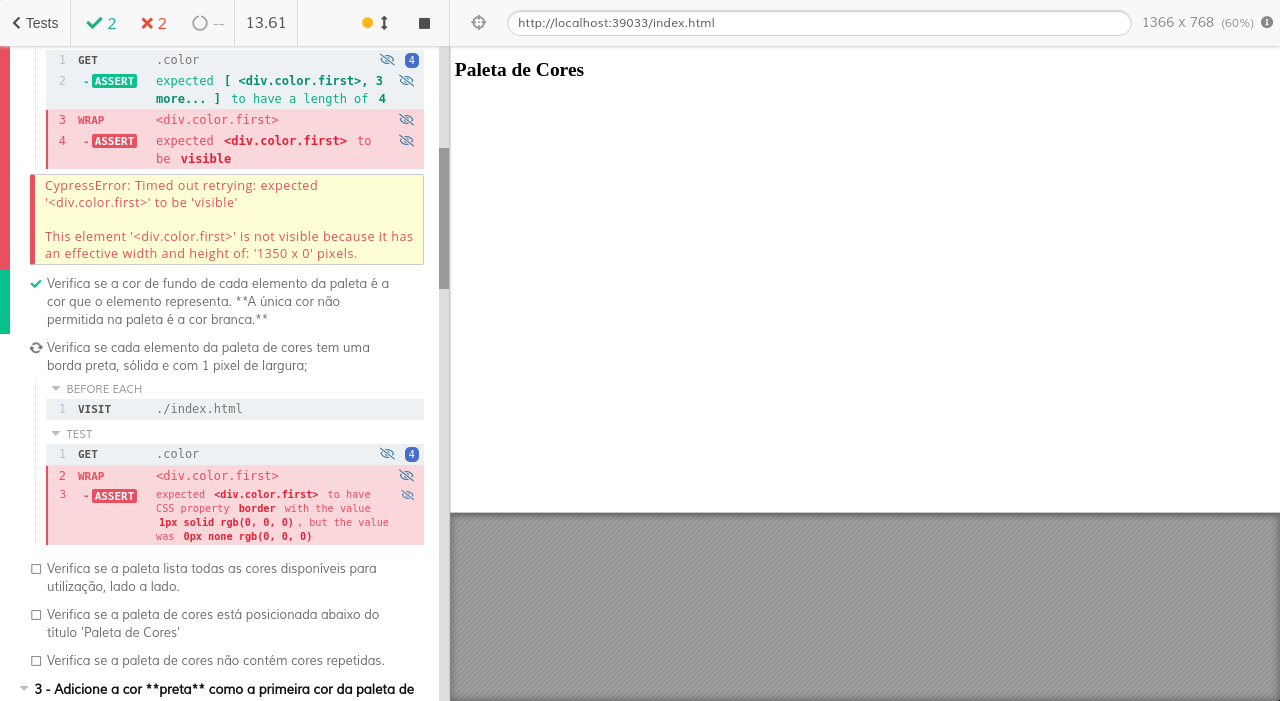 Tests
2
2
--
13.61
http://localhost:39033/index.html
1366 x 768 (60%)
1 GET .color 4
2 -ASSERT expected [ <div.color.first>, 3
more... ] to have a length of 4
3 WRAP <div.color.first>
4 -ASSERT expected <div.color.first> to
be visible
CypressError: Timed out retrying: expected
'<div.color.first>' to be 'visible'
This element '<div.color.first>' is not visible because it has
an effective width and height of: '1350 x 0' pixels.
Verifica se a cor de fundo de cada elemento da paleta é a
cor que o elemento representa. **A única cor não
permitida na paleta é a cor branca.**
Verifica se cada elemento da paleta de cores tem uma
borda preta, sólida e com 1 pixel de largura;
BEFORE EACH
1 VISIT ./index.html
TEST
1 GET .color 4
2 WRAP <div.color.first>
3 -ASSERT expected <div.color.first> to have
CSS property border with the value
1px solid rgb(0, 0, 0), but the value
was 0px none rgb(0, 0, 0)
Verifica se a paleta lista todas as cores disponíveis para
utilização, lado a lado.
Verifica se a paleta de cores está posicionada abaixo do
título 'Paleta de Cores'
Verifica se a paleta de cores não contém cores repetidas.
3 - Adicione a cor **preta** como a primeira cor da paleta de
Paleta de Cores